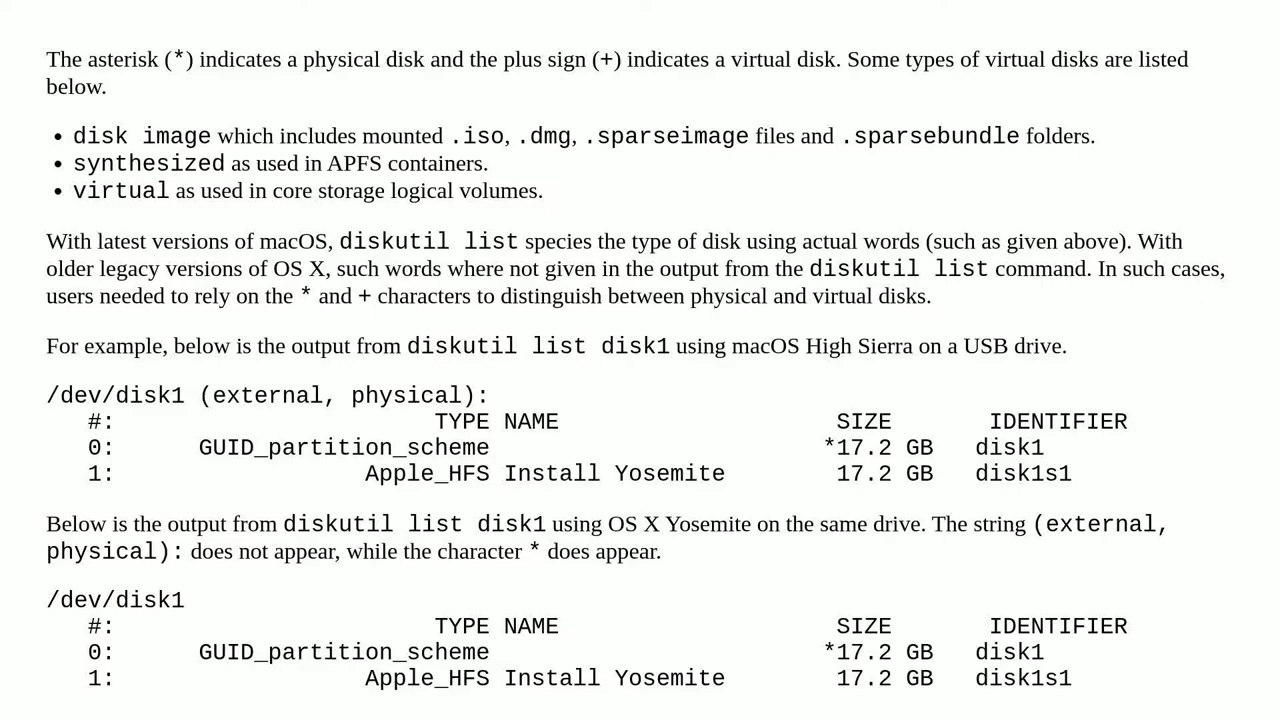 The asterisk (*) indicates a physical disk and the plus sign (+) indicates a virtual disk. Some types of virtual disks are listed
below.
• disk image which includes mounted .iso, .dmg, .sparseimage files and .sparsebundle folders.
• synthesized as used in APFS containers.
• virtual as used in core storage logical volumes.
With latest versions of macOS, diskutil list species the type of disk using actual words (such as given above). With
older legacy versions of OS X, such words where not given in the output from the diskutil list command. In such cases,
users needed to rely on the * and + characters to distinguish between physical and virtual disks.
For example, below is the output from diskutil list disk1 using macOS High Sierra on a USB drive.
/dev/disk1 (external, physical):
   #:                       TYPE NAME                    SIZE       IDENTIFIER
   0:      GUID_partition_scheme                        *17.2 GB   disk1
   1:                  Apple_HFS Install Yosemite        17.2 GB   disk1s1
Below is the output from diskutil list disk1 using OS X Yosemite on the same drive. The string (external,
physical): does not appear, while the character * does appear.
/dev/disk1
   #:                       TYPE NAME                    SIZE       IDENTIFIER
   0:      GUID_partition_scheme                        *17.2 GB   disk1
   1:                  Apple_HFS Install Yosemite        17.2 GB   disk1s1